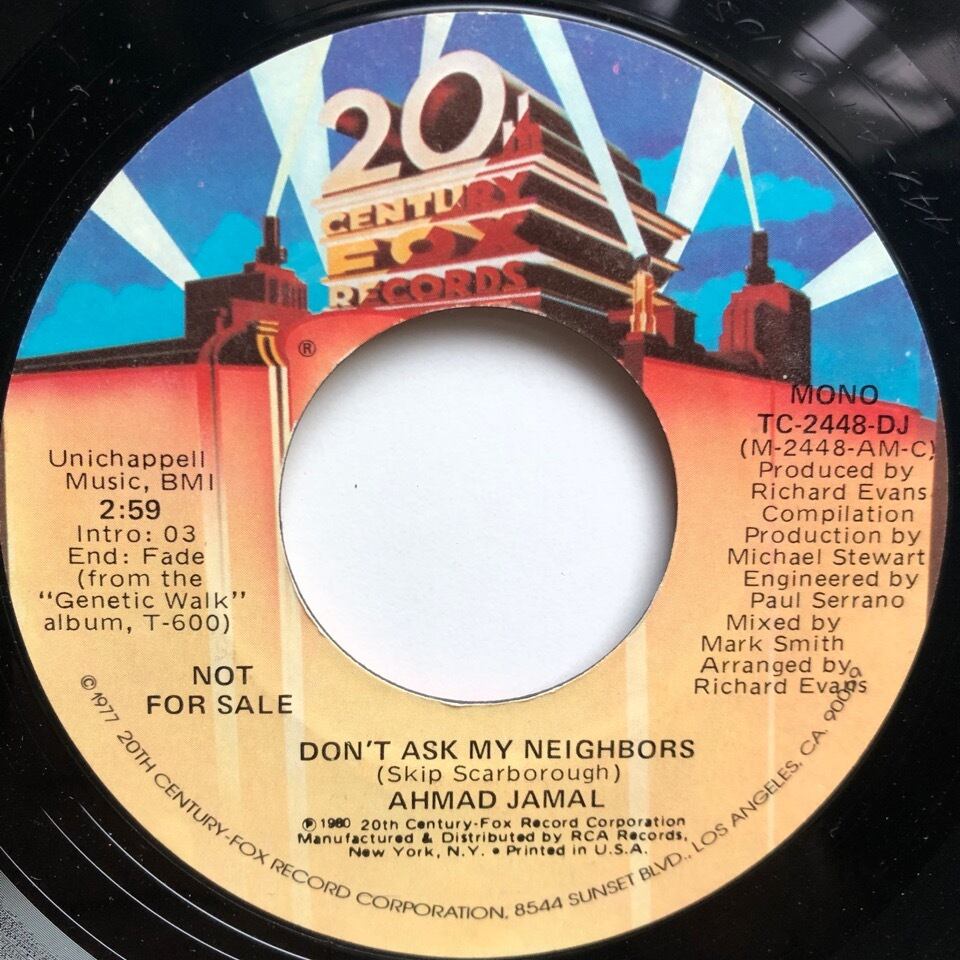 20th
CENTURY
FOX
RECORDS
®
MONO
TC-2448-DJ
(M-2448-AM-C)
Produced by
Richard Evans
Compilation
Production by
Michael Stewart
Engineered by
Paul Serrano
Mixed by
Mark Smith
Arranged by
Richard Evans
Unichappell
Music, BMI
2:59
Intro: 03
End: Fade
(from the
"Genetic Walk"
album, T-600)
NOT
FOR SALE
DON'T ASK MY NEIGHBORS
(Skip Scarborough)
AHMAD JAMAL
℗ 1980 20th Century-Fox Record Corporation
Manufactured & Distributed by RCA Records,
New York, N.Y. • Printed in U.S.A.
© 1977 20TH CENTURY-FOX RECORD CORPORATION, 8544 SUNSET BLVD., LOS ANGELES, CA. 90069